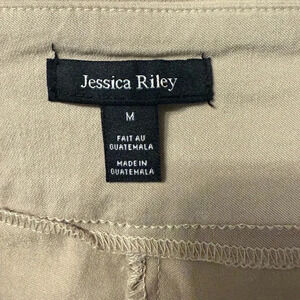 Jessica Riley
M
FAIT AU
GUATEMALA
MADE IN
GUATEMALA